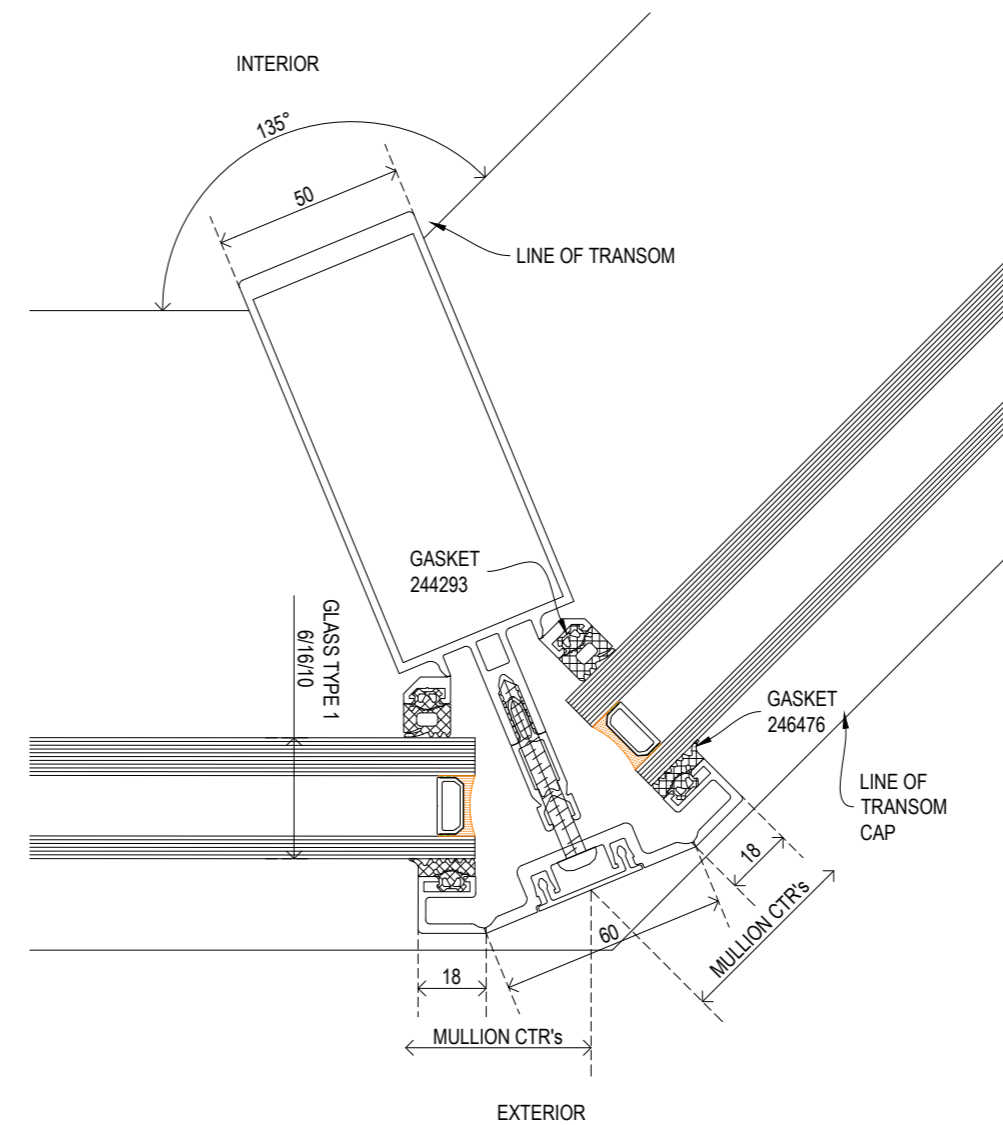 INTERIOR
135°
50
LINE OF TRANSOM
GASKET
244293
GLASS TYPE 1
6/16/10
GASKET
246476
LINE OF
TRANSOM
CAP
18
MULLION CTR's
60
18
MULLION CTR's
EXTERIOR